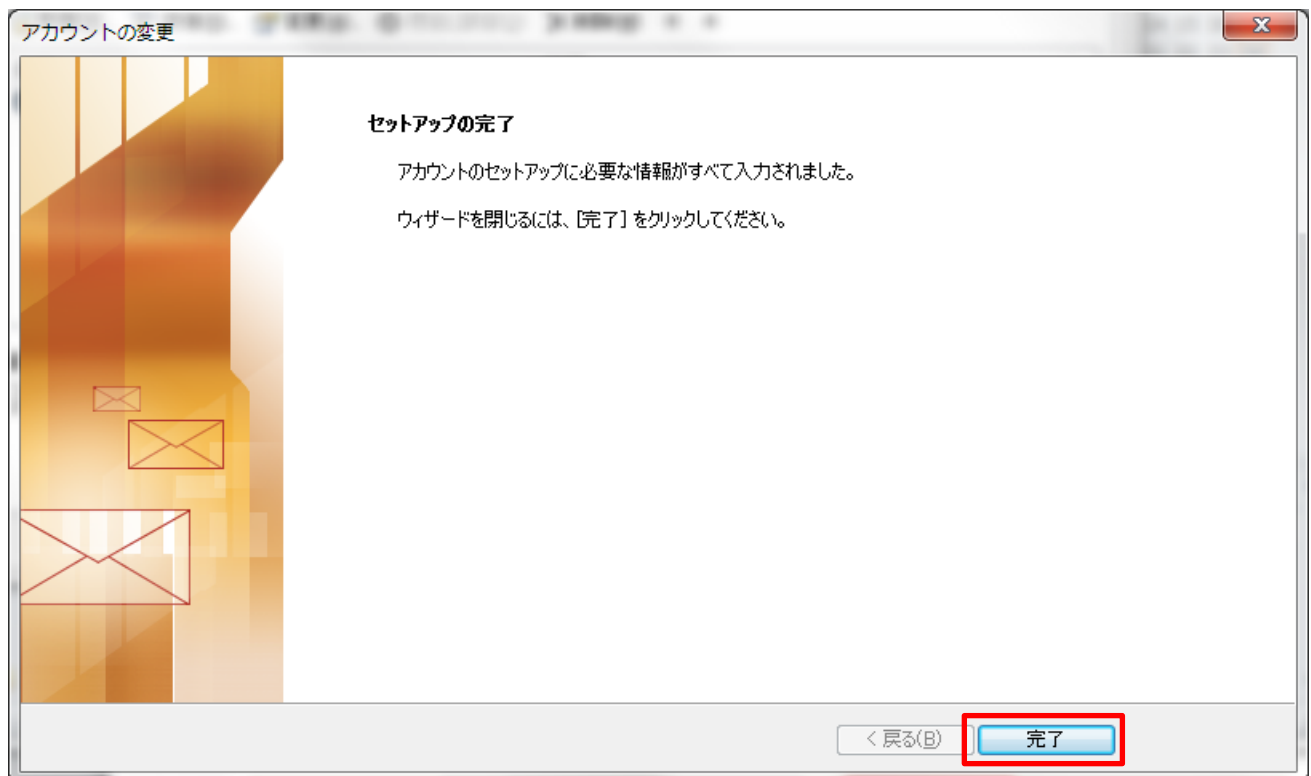 アカウントの変更
セットアップの完了
アカウントのセットアップに必要な情報がすべて入力されました。
ウィザードを閉じるには、[完了] をクリックしてください。
< 戻る(B)
完了